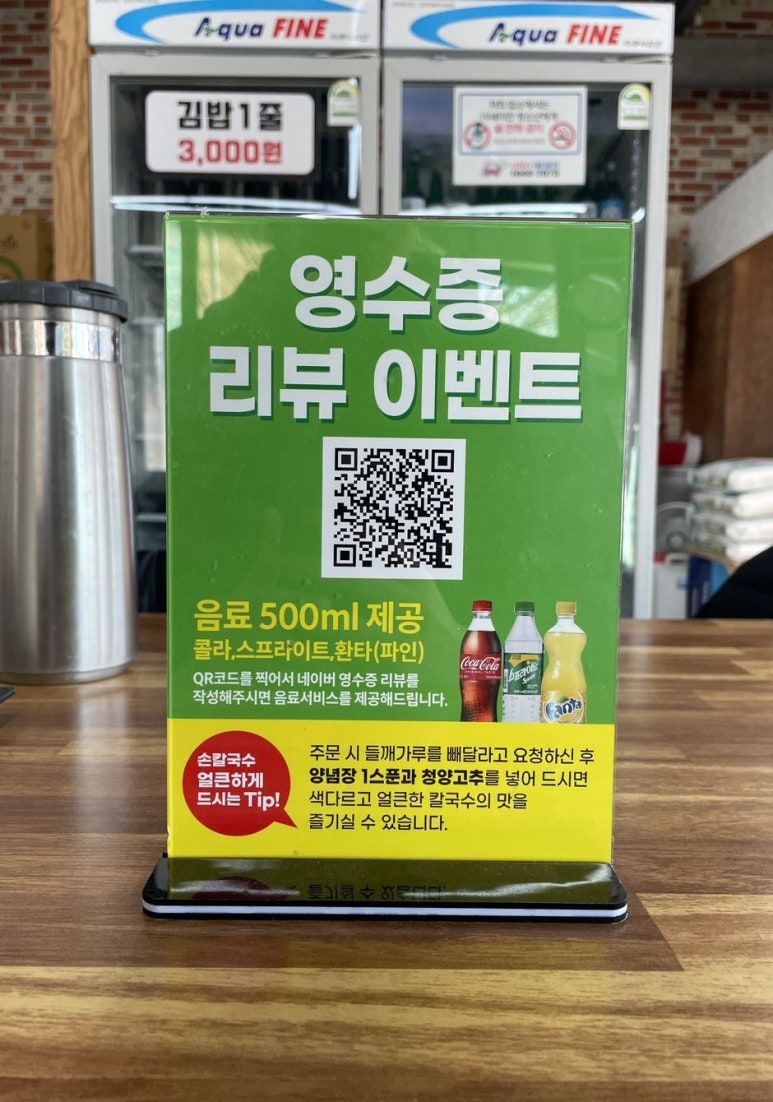 Aqua FINE
Aqua FINE
김밥 1 줄
3,000원
영수증
리뷰 이벤트
음료 500ml 제공
콜라,스프라이트,환타(파인)
QR코드를 찍어서 네이버 영수증 리뷰를
작성해주시면 음료서비스를 제공해드립니다.
Coca-Cola
스프라이트
Sprite
Fanta
손칼국수
얼큰하게
드시는 Tip!
주문 시 들깨가루를 빼달라고 요청하신 후
양념장 1스푼과 청양고추를 넣어 드시면
색다르고 얼큰한 칼국수의 맛을
즐기실 수 있습니다.